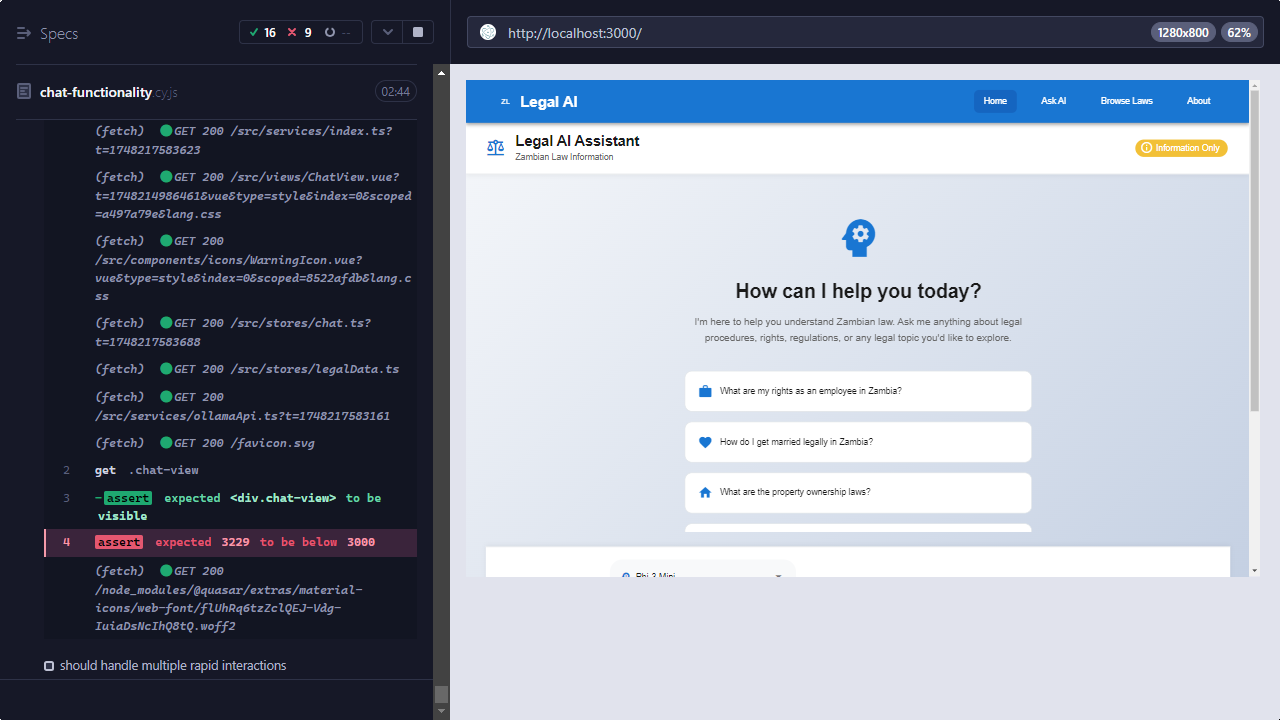 Specs
16 9 --
chat-functionality.cy.js 02:44
(fetch) GET 200 /src/services/index.ts?
t=1748217583623
(fetch) GET 200 /src/views/ChatView.vue?
t=1748214986461&vue&type=style&index=0&scoped
=a497a79e&lang.css
(fetch) GET 200
/src/components/icons/WarningIcon.vue?
vue&type=style&index=0&scoped=8522afdb&lang.c
ss
(fetch) GET 200 /src/stores/chat.ts?
t=1748217583688
(fetch) GET 200 /src/stores/legalData.ts
(fetch) GET 200
/src/services/ollamaApi.ts?t=1748217583161
(fetch) GET 200 /favicon.svg
2 get .chat-view
3 -assert expected <div.chat-view> to be
visible
4 assert expected 3229 to be below 3000
(fetch) GET 200
/node_modules/@quasar/extras/material-
icons/web-font/flUhRq6tzZclQEJ-Vdg-
IuiaDsNcIhQ8tQ.woff2
should handle multiple rapid interactions
http://localhost:3000/ 1280x800 62%
ZL Legal AI Home Ask AI Browse Laws About
Legal AI Assistant
Zambian Law Information
Information Only
How can I help you today?
I'm here to help you understand Zambian law. Ask me anything about legal
procedures, rights, regulations, or any legal topic you'd like to explore.
What are my rights as an employee in Zambia?
How do I get married legally in Zambia?
What are the property ownership laws?
Phi-3 Mini